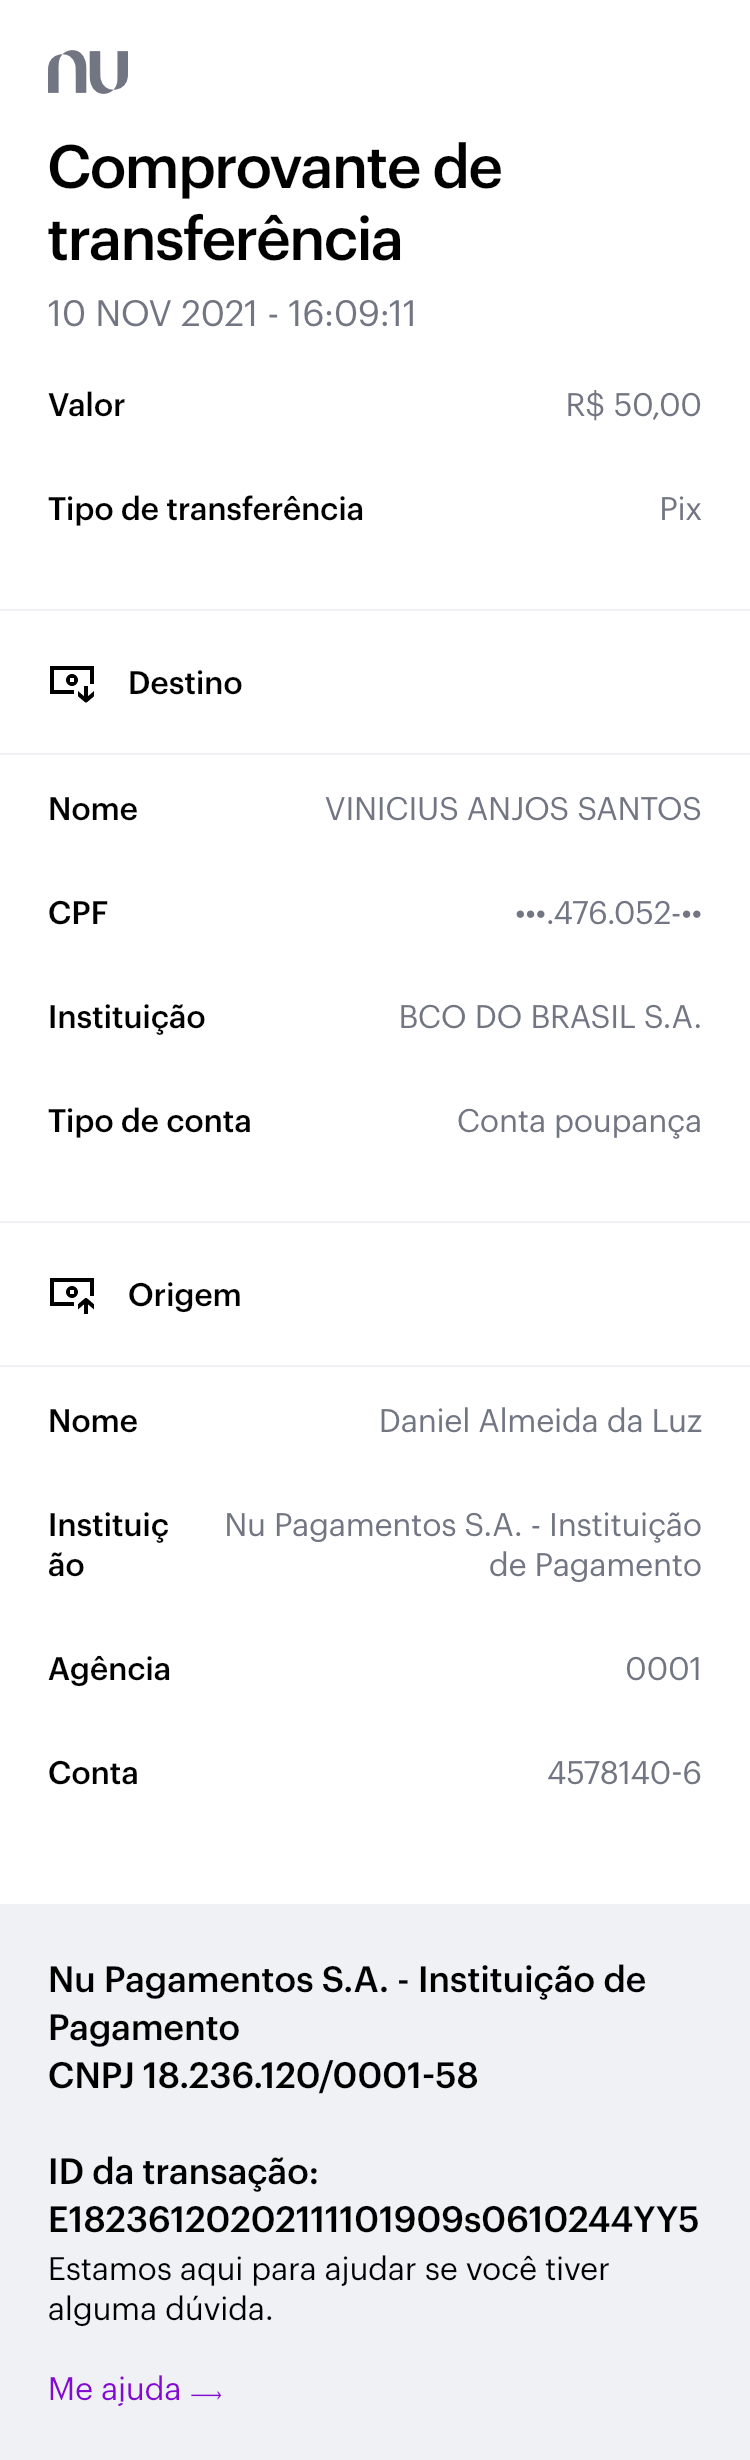 nu
Comprovante de
transferência
10 NOV 2021 - 16:09:11
Valor R$ 50,00
Tipo de transferência Pix
Destino
Nome VINICIUS ANJOS SANTOS
CPF •••.476.052-••
Instituição BCO DO BRASIL S.A.
Tipo de conta Conta poupança
Origem
Nome Daniel Almeida da Luz
Instituiç Nu Pagamentos S.A. - Instituição
ão de Pagamento
Agência 0001
Conta 4578140-6
Nu Pagamentos S.A. - Instituição de
Pagamento
CNPJ 18.236.120/0001-58
ID da transação:
E18236120202111101909s0610244YY5
Estamos aqui para ajudar se você tiver
alguma dúvida.
Me ajuda →